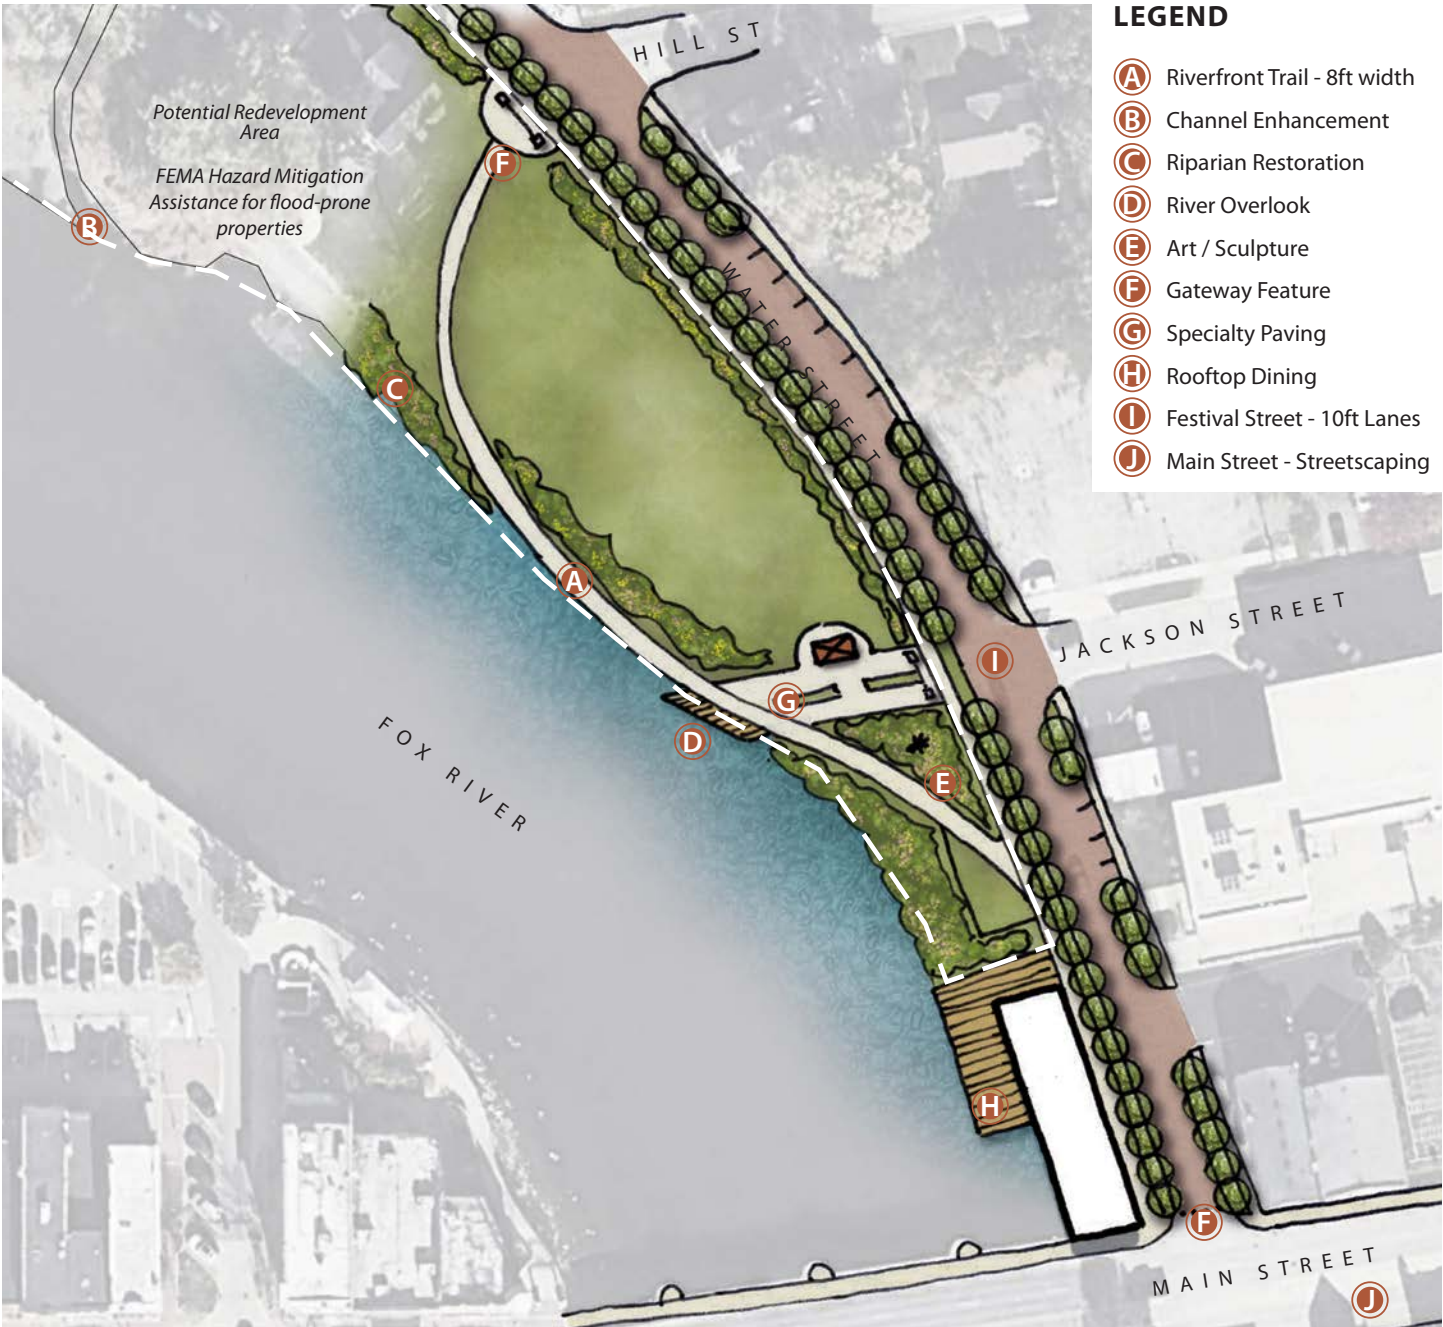 LEGEND
A Riverfront Trail - 8ft width
B Channel Enhancement
C Riparian Restoration
D River Overlook
E Art / Sculpture
F Gateway Feature
G Specialty Paving
H Rooftop Dining
I Festival Street - 10ft Lanes
J Main Street - Streetscaping
HILL ST
Potential Redevelopment
Area
FEMA Hazard Mitigation
Assistance for flood-prone
properties
F
B
WATER STREET
C
A
JACKSON STREET
I
G
D
FOX RIVER
E
H
F
MAIN STREET
J